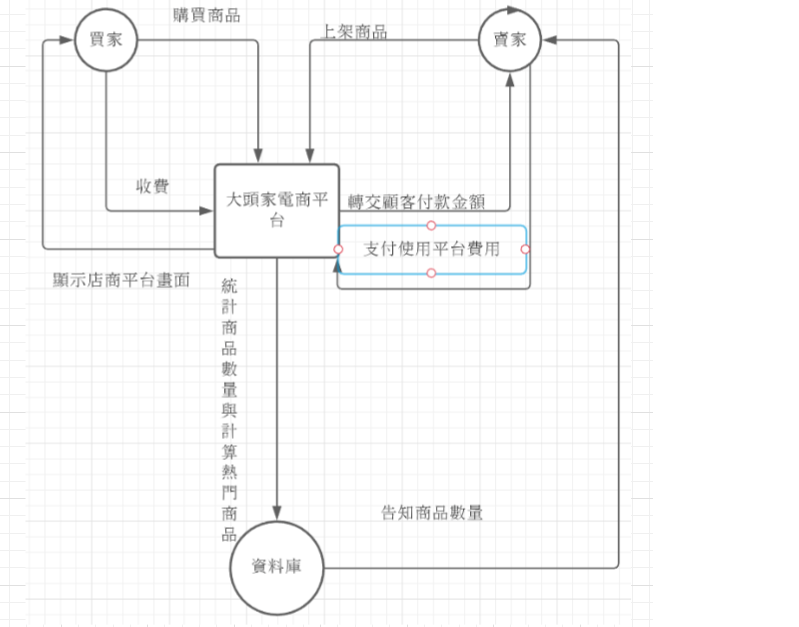 購買商品
買家
上架商品
賣家
收費
大頭家電商平
台
轉交顧客付款金額
支付使用平台費用
顯示店商平台畫面
統
計
商
品
數
量
與
計
算
熱
門
商
品
告知商品數量
資料庫